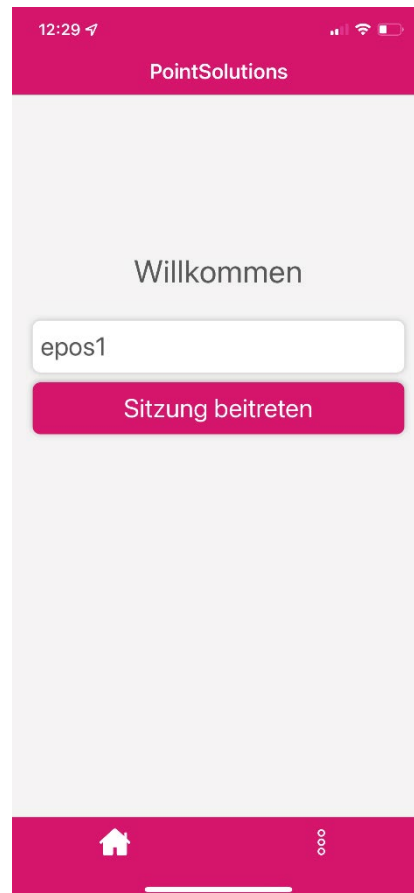 12:29
PointSolutions
Willkommen
epos1
Sitzung beitreten